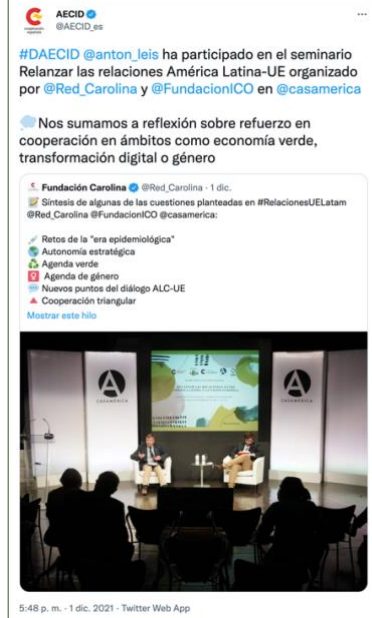 AECID
@AECID_es
#DAECID @anton_leis ha participado en el seminario
Relanzar las relaciones América Latina-UE organizado
por @Red_Carolina y @FundacionICO en @casamerica
Nos sumamos a reflexión sobre refuerzo en
cooperación en ámbitos como economía verde,
transformación digital o género
Fundación Carolina @Red_Carolina · 1 dic.
Síntesis de algunas de las cuestiones planteadas en #RelacionesUELatam
@Red_Carolina @FundacionICO @casamerica:
Retos de la "era epidemiológica"
Autonomía estratégica
Agenda verde
Agenda de género
Nuevos puntos del diálogo ALC-UE
Cooperación triangular
Mostrar este hilo
A
CASAMÉRICA
A
CASAMÉRICA
5:48 p. m. · 1 dic. 2021 · Twitter Web App